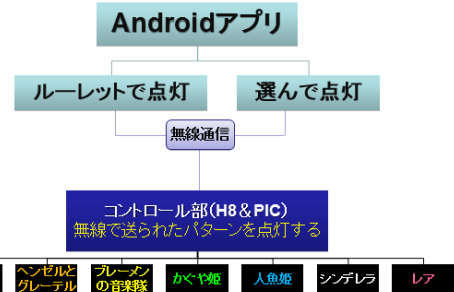 Androidアプリ
ルーレットで点灯
選んで点灯
無線通信
コントロール部(H8＆PIC)
無線で送られたパターンを点灯する
ヘンゼルと
グレーテル
ブレーメン
の音楽隊
かぐや姫
人魚姫
シンデレラ
レア